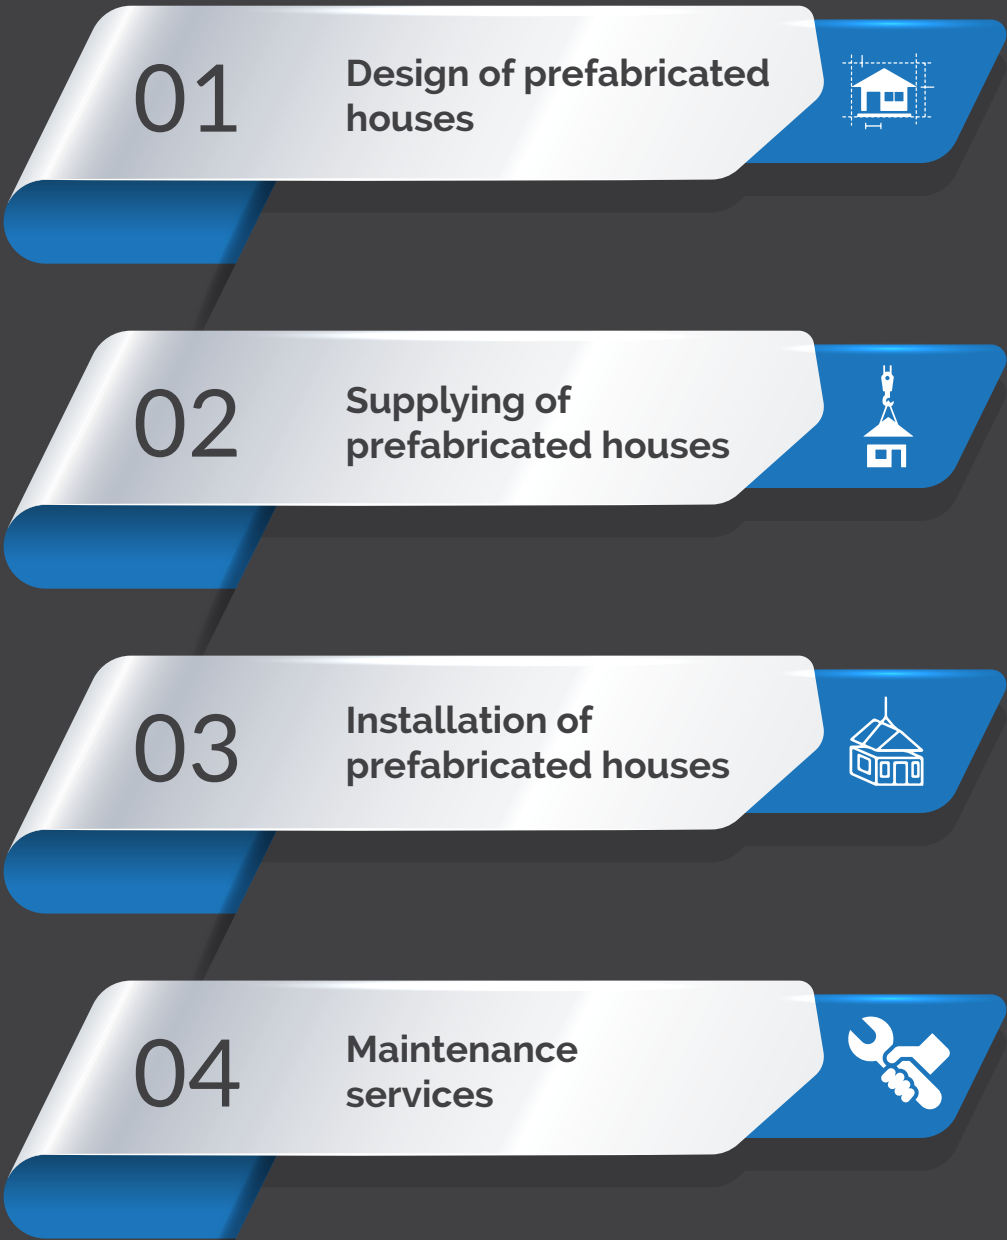 01
Design of prefabricated
houses
02
Supplying of
prefabricated houses
03
Installation of
prefabricated houses
04
Maintenance
services